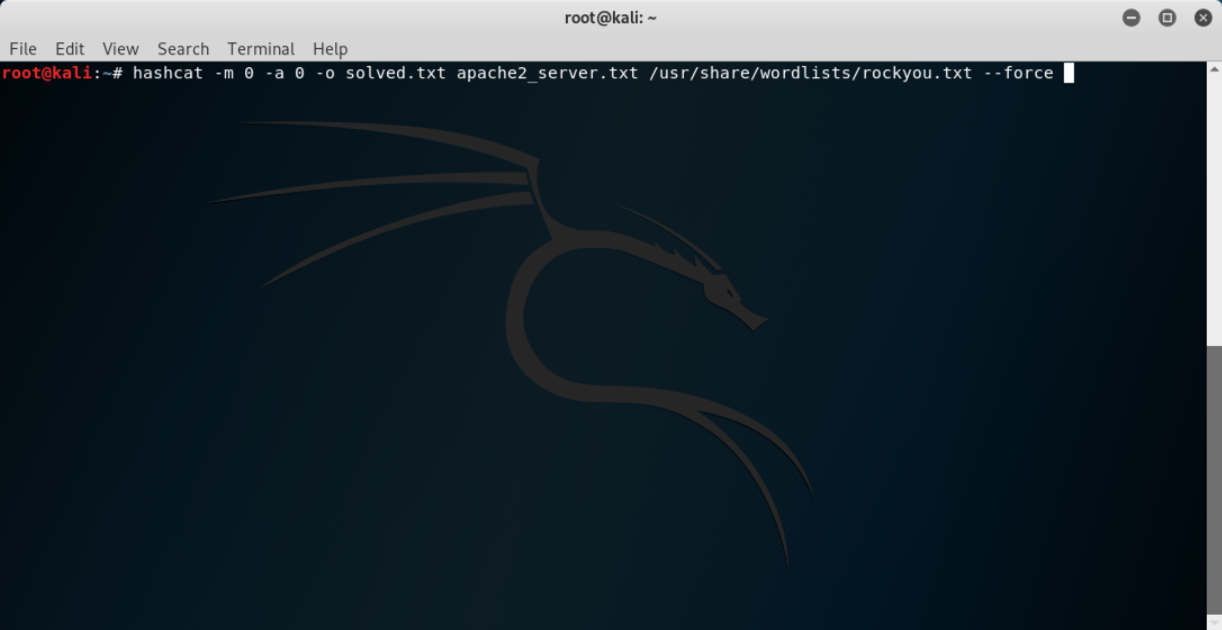 root@kali: ~
File Edit View Search Terminal Help
root@kali:~# hashcat -m 0 -a 0 -o solved.txt apache2_server.txt /usr/share/wordlists/rockyou.txt --force